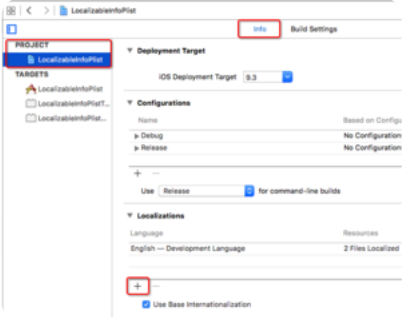 LocalizableInfoPlist
Info Build Settings
PROJECT
LocalizableInfoPlist
TARGETS
LocalizableInfoPlist
LocalizableInfoPlistT...
LocalizableInfoPlist...
Deployment Target
iOS Deployment Target 9.3
Configurations
Name Based on Configu
Debug No Configuration
Release No Configuration
+ −
Use Release for command-line builds
Localizations
Language Resources
English — Development Language 2 Files Localized
+ −
Use Base Internationalization